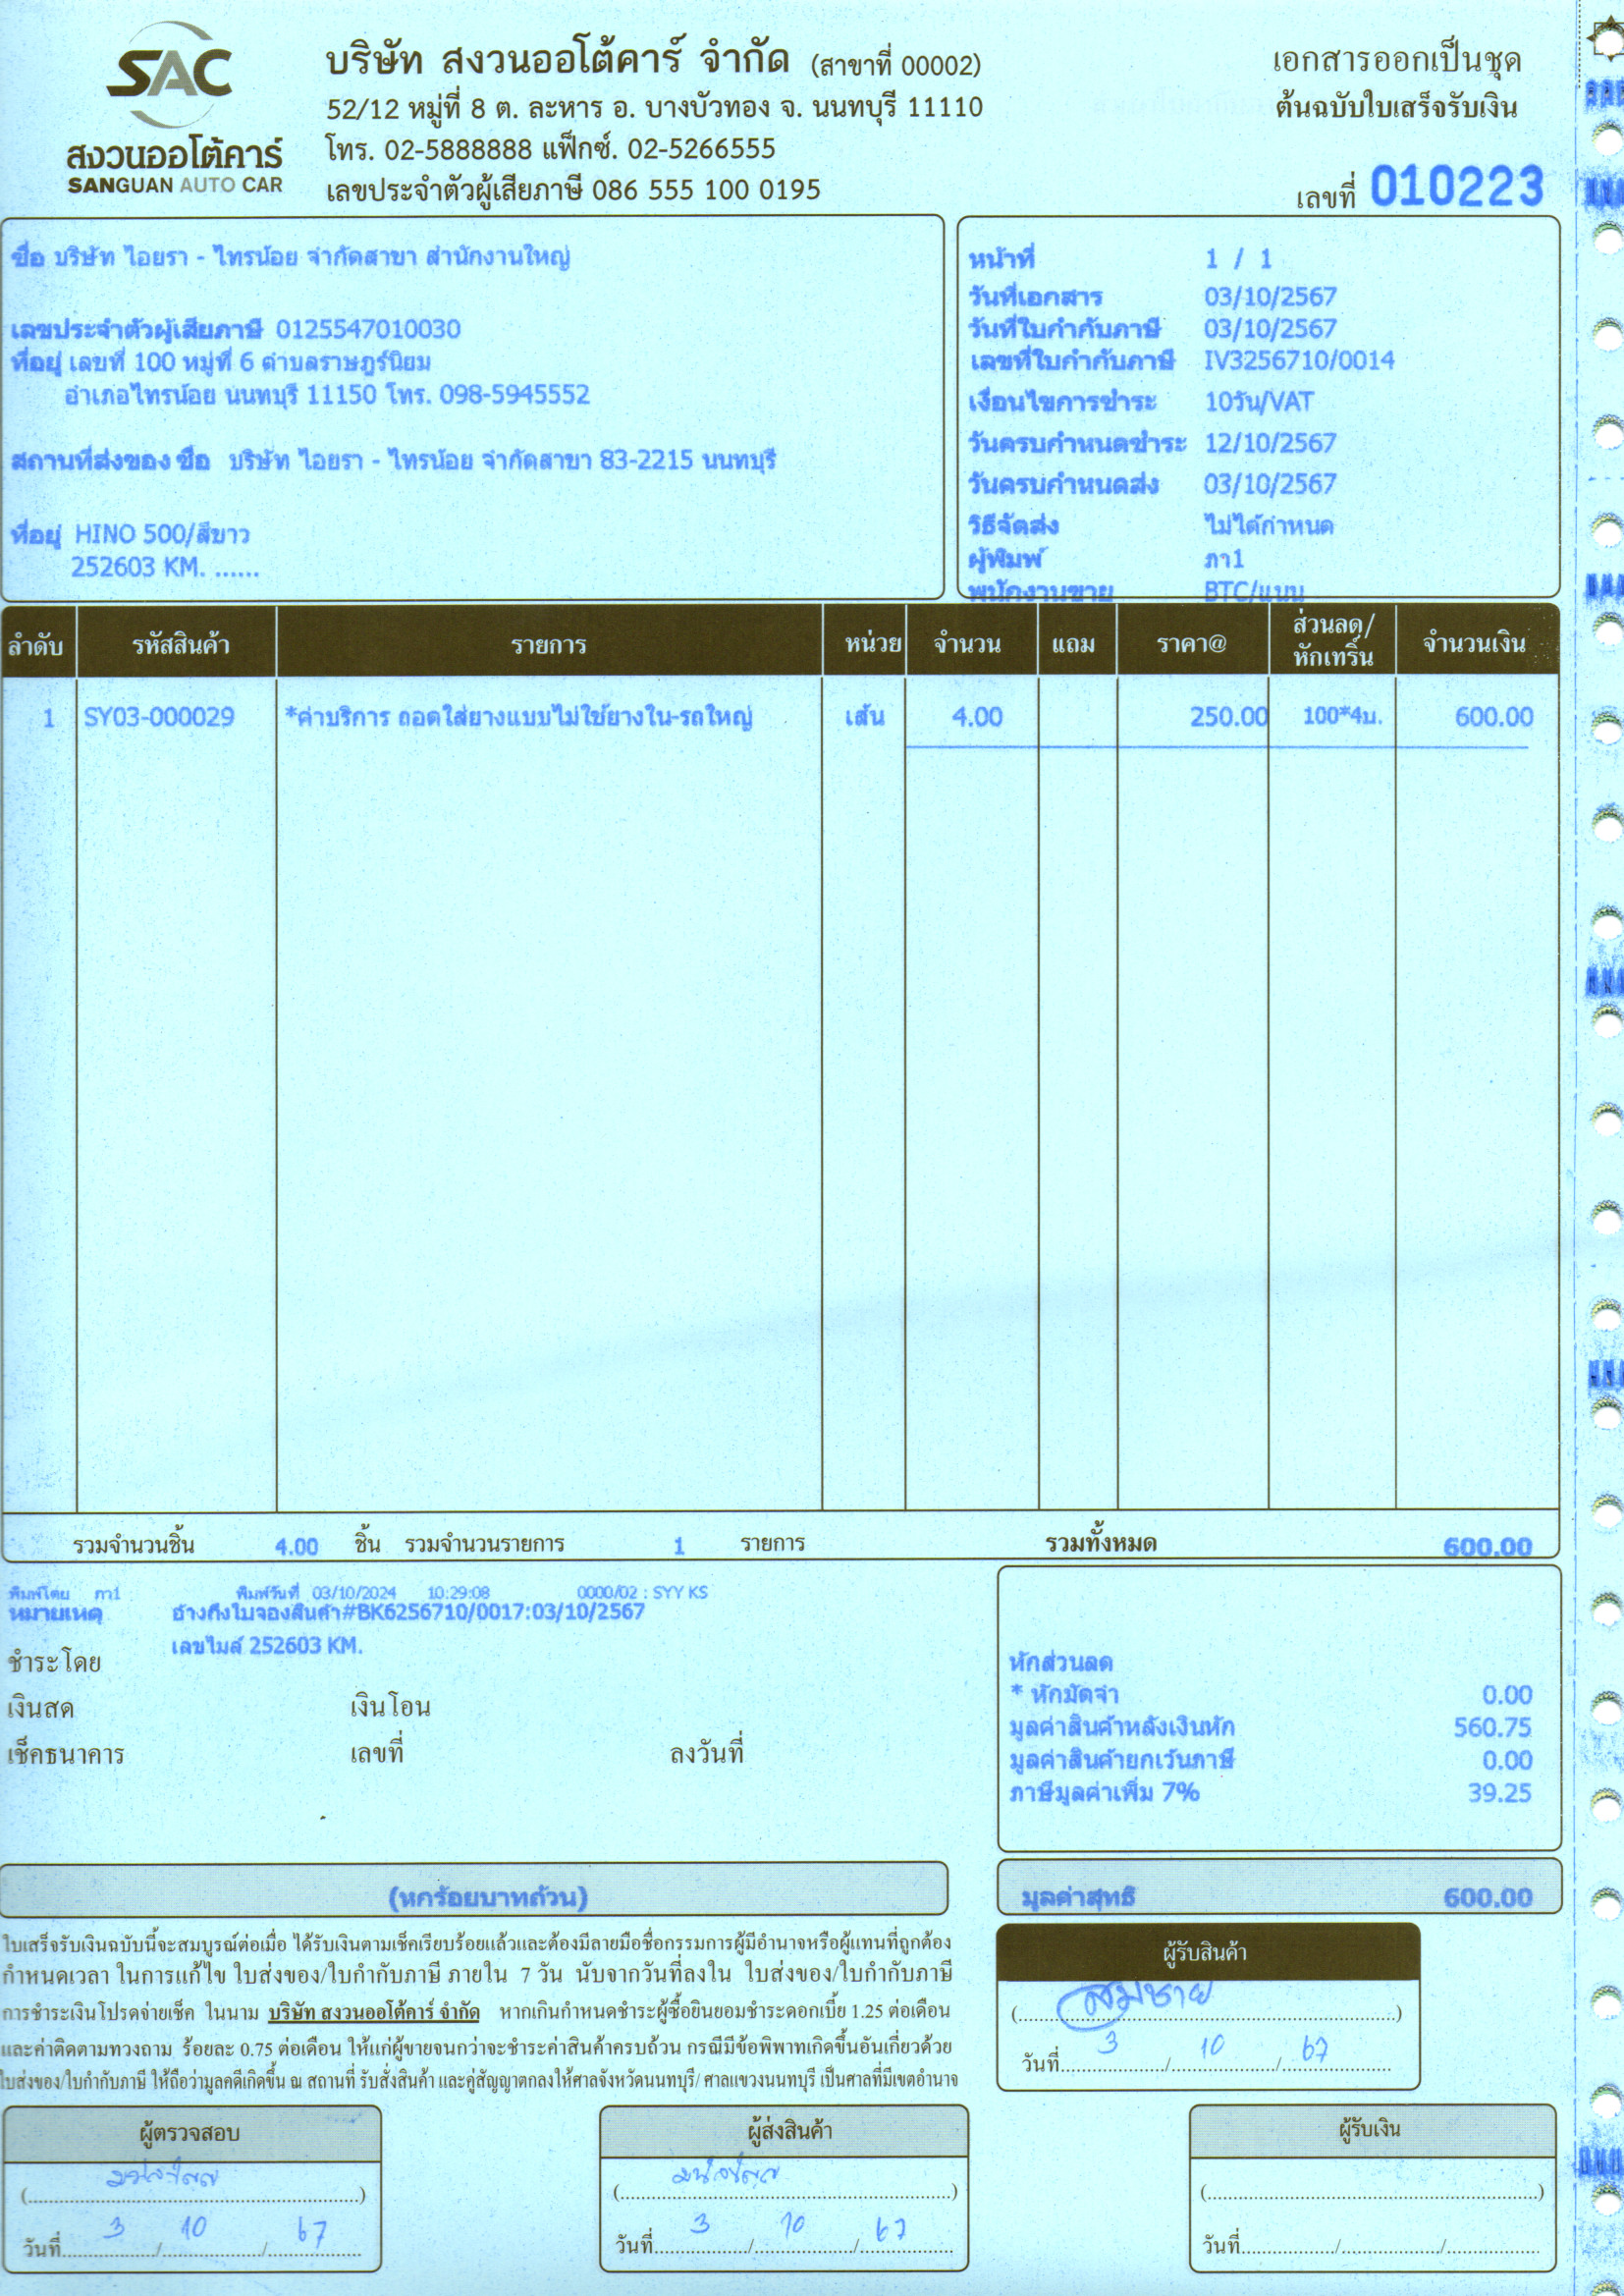 SAC
สงวนออโต้คาร์
SANGUAN AUTO CAR
บริษัท สงวนออโต้คาร์ จำกัด (สาขาที่ 00002)
52/12 หมู่ที่ 8 ต. ละหาร อ. บางบัวทอง จ. นนทบุรี 11110
โทร. 02-5888888 แฟ็กซ์. 02-5266555
เลขประจำตัวผู้เสียภาษี 086 555 100 0195
เอกสารออกเป็นชุด
ต้นฉบับใบเสร็จรับเงิน
เลขที่ 010223
ชื่อ บริษัท ไอยรา - ไทรน้อย จำกัดสาขา สำนักงานใหญ่
เลขประจำตัวผู้เสียภาษี 0125547010030
ที่อยู่ เลขที่ 100 หมู่ที่ 6 ตำบลราษฎร์นิยม
อำเภอไทรน้อย นนทบุรี 11150 โทร. 098-5945552
สถานที่ส่งของ ชื่อ บริษัท ไอยรา - ไทรน้อย จำกัดสาขา 83-2215 นนทบุรี
ที่อยู่ HINO 500/สีขาว
252603 KM. ......
หน้าที่ 1 / 1
วันที่เอกสาร 03/10/2567
วันที่ใบกำกับภาษี 03/10/2567
เลขที่ใบกำกับภาษี IV3256710/0014
เงื่อนไขการชำระ 10วัน/VAT
วันครบกำหนดชำระ 12/10/2567
วันครบกำหนดส่ง 03/10/2567
วิธีจัดส่ง ไม่ได้กำหนด
ผู้พิมพ์ ภา1
พนักงานขาย BTC/แบน
ลำดับ รหัสสินค้า รายการ หน่วย จำนวน แถม ราคา@ ส่วนลด/หักเทริ์น จำนวนเงิน
1 SY03-000029 *ค่าบริการ ถอดใส่ยางแบบไม่ใช้ยางใน-รถใหญ่ เส้น 4.00 250.00 100*4บ. 600.00
รวมจำนวนชิ้น 4.00 ชิ้น รวมจำนวนรายการ 1 รายการ รวมทั้งหมด 600.00
พิมพ์โดย ภา1 พิมพ์วันที่ 03/10/2024 10:29:08 0000/02 : SYY KS
หมายเหตุ อ้างถึงใบจองสินค้า#BK6256710/0017:03/10/2567
เลขไมล์ 252603 KM.
ชำระโดย
เงินสด เงินโอน
เช็คธนาคาร เลขที่ ลงวันที่
หักส่วนลด
* หักมัดจำ 0.00
มูลค่าสินค้าหลังเงินหัก 560.75
มูลค่าสินค้ายกเว้นภาษี 0.00
ภาษีมูลค่าเพิ่ม 7% 39.25
(หกร้อยบาทถ้วน)
มูลค่าสุทธิ 600.00
ใบเสร็จรับเงินฉบับนี้จะสมบูรณ์ต่อเมื่อ ได้รับเงินตามเช็คเรียบร้อยแล้วและต้องมีลายมือชื่อกรรมการผู้มีอำนาจหรือผู้แทนที่ถูกต้อง
กำหนดเวลา ในการแก้ไข ใบส่งของ/ใบกำกับภาษี ภายใน 7 วัน นับจากวันที่ลงใน ใบส่งของ/ใบกำกับภาษี
การชำระเงินโปรดจ่ายเช็ค ในนาม บริษัท สงวนออโต้คาร์ จำกัด หากเกินกำหนดชำระผู้ซื้อยินยอมชำระดอกเบี้ย 1.25 ต่อเดือน
และค่าติดตามทวงถาม ร้อยละ 0.75 ต่อเดือน ให้แก่ผู้ขายจนกว่าจะชำระค่าสินค้าครบถ้วน กรณีมีข้อพิพาทเกิดขึ้นอันเกี่ยวด้วย
ใบส่งของ/ใบกำกับภาษี ให้ถือว่ามูลคดีเกิดขึ้น ณ สถานที่ รับสั่งสินค้า และคู่สัญญาตกลงให้ศาลจังหวัดนนทบุรี/ ศาลแขวงนนทบุรี เป็นศาลที่มีเขตอำนาจ
ผู้รับสินค้า
(สมชาย)
วันที่ 3 / 10 / 67
ผู้ตรวจสอบ
วันที่ 3 / 10 / 67
ผู้ส่งสินค้า
วันที่ 3 / 10 / 67
ผู้รับเงิน
วันที่ / /